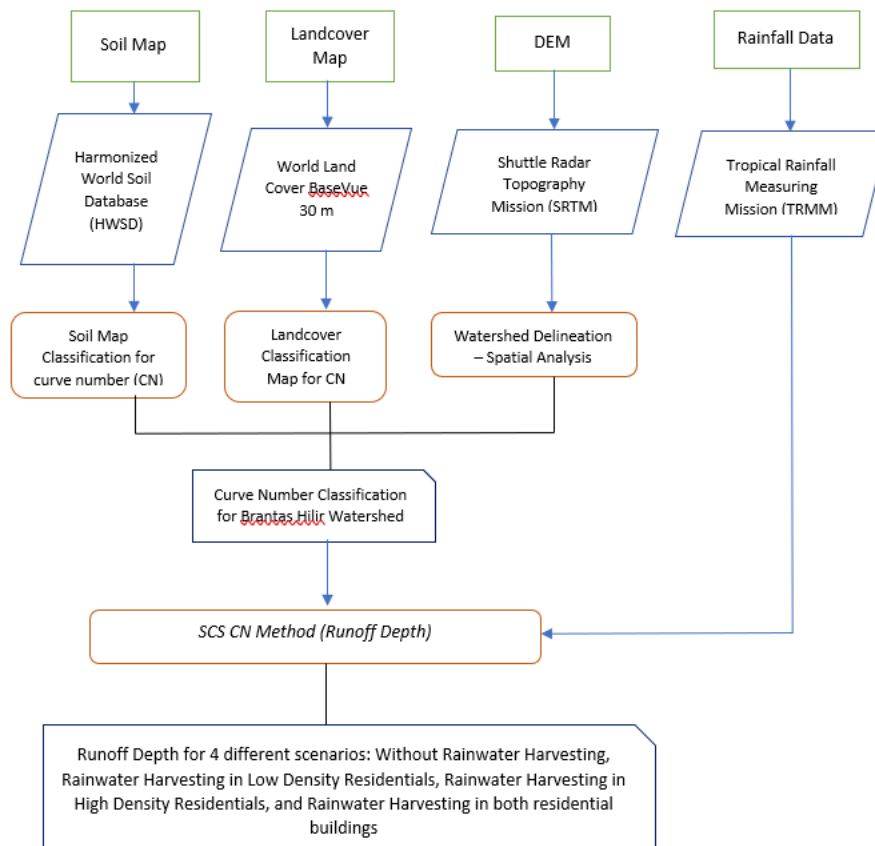 Soil Map
Landcover
Map
DEM
Rainfall Data
Harmonized
World Soil
Database
(HWSD)
World Land
Cover BaseVue
30 m
Shuttle Radar
Topography
Mission (SRTM)
Tropical Rainfall
Measuring
Mission (TRMM)
Soil Map
Classification for
curve number (CN)
Landcover
Classification
Map for CN
Watershed Delineation
– Spatial Analysis
Curve Number Classification
for Brantas Hilir Watershed
SCS CN Method (Runoff Depth)
Runoff Depth for 4 different scenarios: Without Rainwater Harvesting,
Rainwater Harvesting in Low Density Residentials, Rainwater Harvesting in
High Density Residentials, and Rainwater Harvesting in both residential
buildings